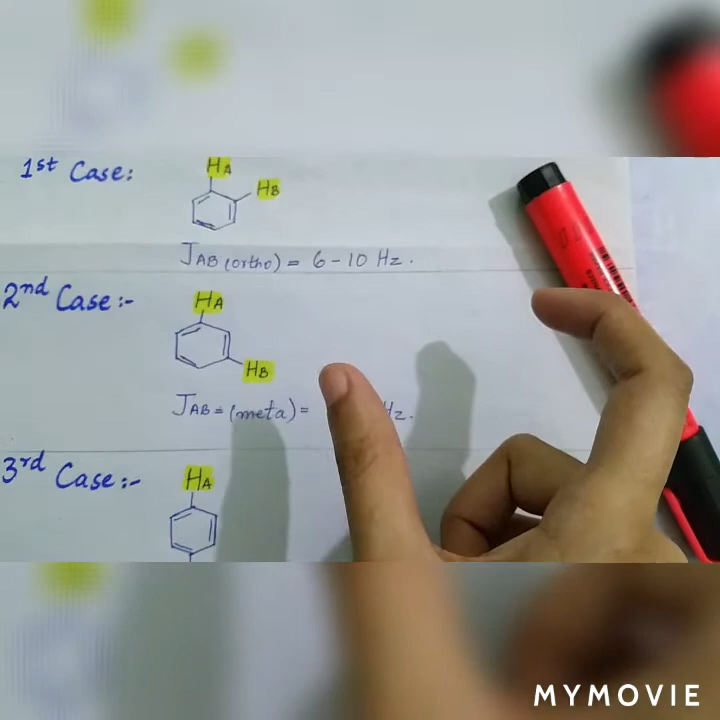 1st Case:
HA
HB
JAB (ortho) = 6-10 Hz.
2nd Case:-
HA
HB
JAB = (meta) = Hz.
3rd Case:-
HA
MYMOVIE